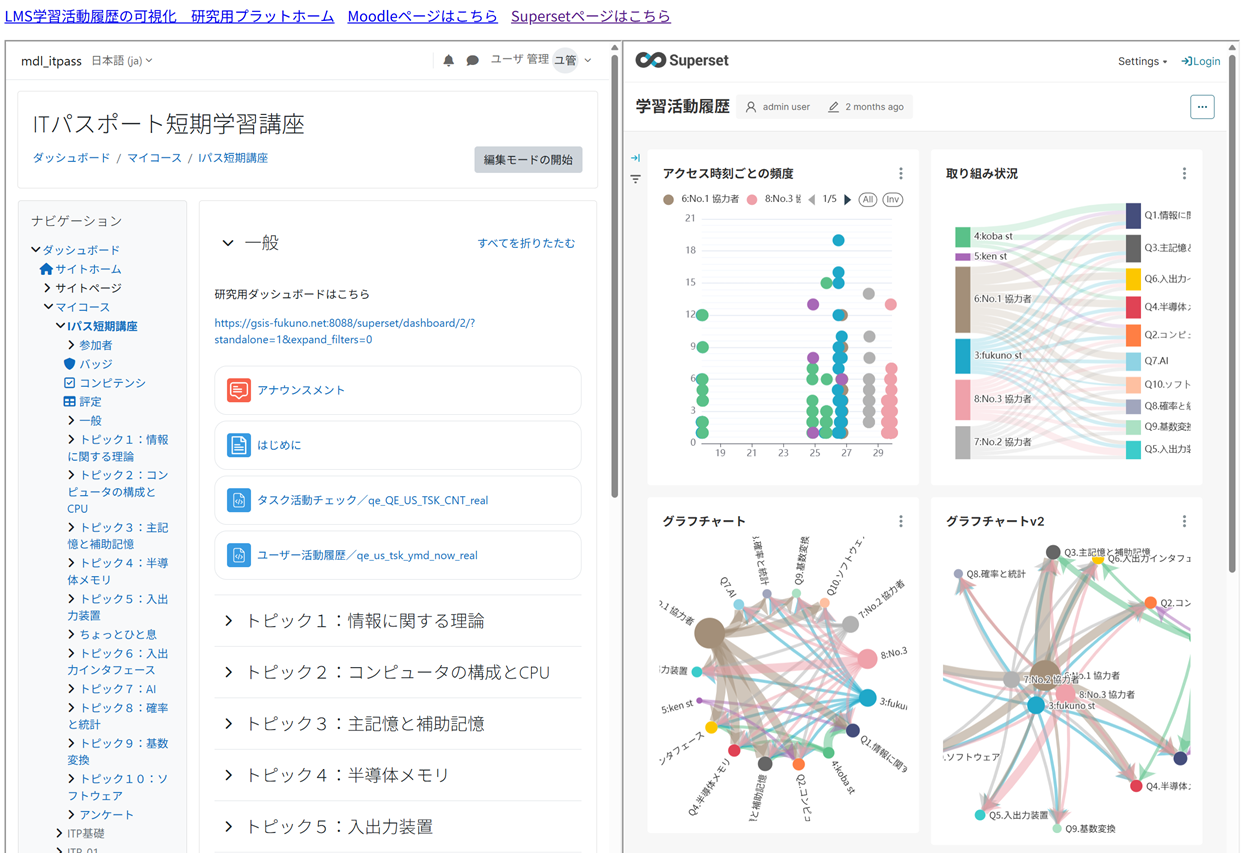 LMS学習活動履歴の可視化　研究用プラットホーム　Moodleページはこちら　Supersetページはこちら
mdl_itpass 日本語 (ja)
ユーザ 管理 ユ管
ITパスポート短期学習講座
ダッシュボード / マイコース / Iパス短期講座
編集モードの開始
ナビゲーション
ダッシュボード
サイトホーム
サイトページ
マイコース
Iパス短期講座
参加者
バッジ
コンピテンシ
評定
一般
トピック１：情報
に関する理論
トピック２：コン
ピュータの構成と
CPU
トピック３：主記
憶と補助記憶
トピック４：半導
体メモリ
トピック５：入出
力装置
ちょっとひと息
トピック６：入出
力インタフェース
トピック７：AI
トピック８：確率
と統計
トピック９：基数
変換
トピック１０：ソ
フトウェア
アンケート
ITP基礎
ITP-01
一般
すべてを折りたたむ
研究用ダッシュボードはこちら
https://gsis-fukuno.net:8088/superset/dashboard/2/?
standalone=1&expand_filters=0
アナウンスメント
はじめに
タスク活動チェック／qe_QE_US_TSK_CNT_real
ユーザー活動履歴／qe_us_tsk_ymd_now_real
トピック１：情報に関する理論
トピック２：コンピュータの構成とCPU
トピック３：主記憶と補助記憶
トピック４：半導体メモリ
トピック５：入出力装置
Superset
Settings
Login
学習活動履歴
admin user
2 months ago
アクセス時刻ごとの頻度
6:No.1 協力者
8:No.3
1/5
All
Inv
21
18
15
12
9
6
3
0
19 21 23 25 27 29
取り組み状況
4:koba st
5:ken st
6:No.1 協力者
3:fukuno st
8:No.3 協力者
7:No.2 協力者
Q1.情報に
Q3.主記憶
Q6.入出力イ
Q4.半導体
Q2.コンピ
Q7.AI
Q10.ソフト
Q8.確率と
Q9.基数変換
Q5.入出力
グラフチャート
確率と統計
Q9.基数変換
Q10.ソフトウェ
Q7.AI
7:No.2 協力者
.1 協力者
8:No.3
力装置
5:ken st
3:fuku
ンタフェース
Q1.情報に関す
Q4.半導体メモリ
と補助記憶
Q2.コンピ
4:koba st
グラフチャートv2
Q3.主記憶と補助記憶
Q6.入出力インタフェ
Q8.確率と統計
Q2.コン
7:No.2 協力者
6:No.1 協力者
8:No.3 協力者
3:fukuno st
.ソフトウェア
Q4.半導体
Q5.入出力装置
Q9.基数変換